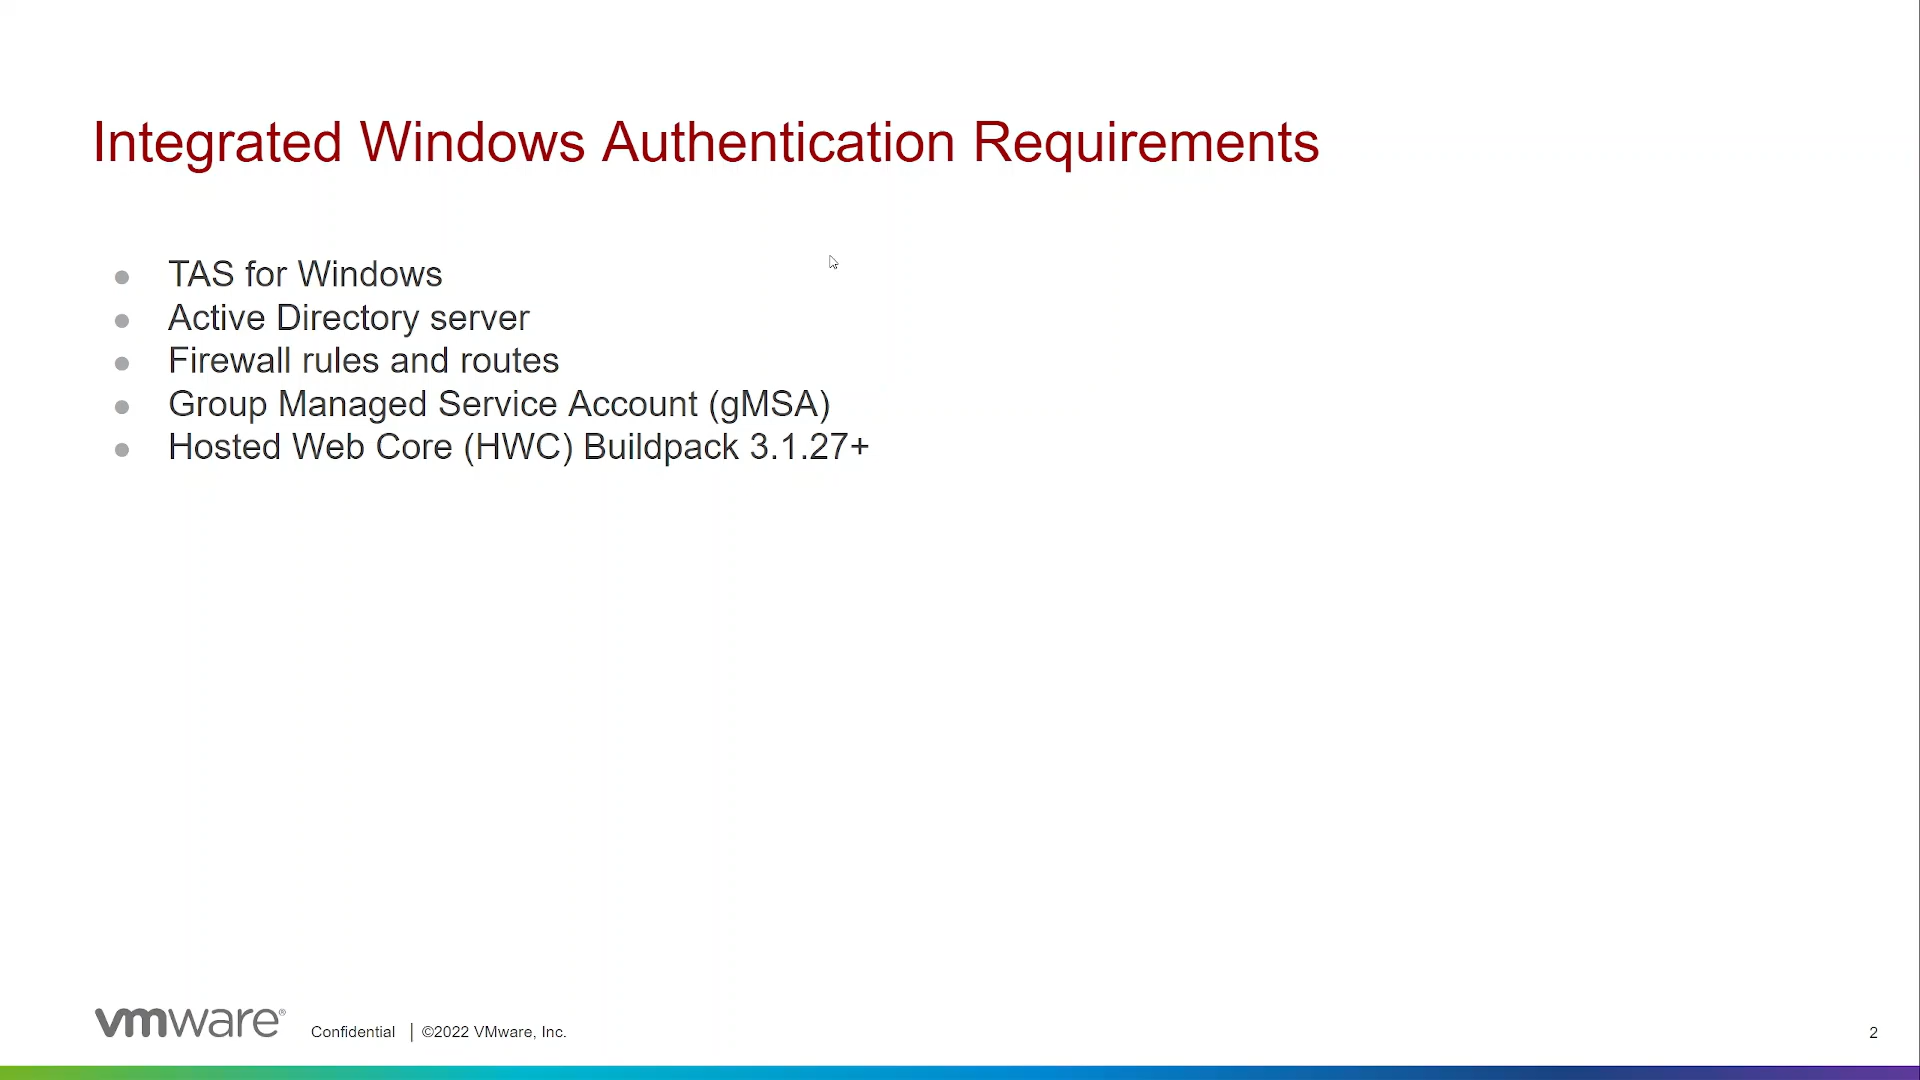 Integrated Windows Authentication Requirements
● TAS for Windows
● Active Directory server
● Firewall rules and routes
● Group Managed Service Account (gMSA)
● Hosted Web Core (HWC) Buildpack 3.1.27+
vmware® Confidential | ©2022 VMware, Inc. 2